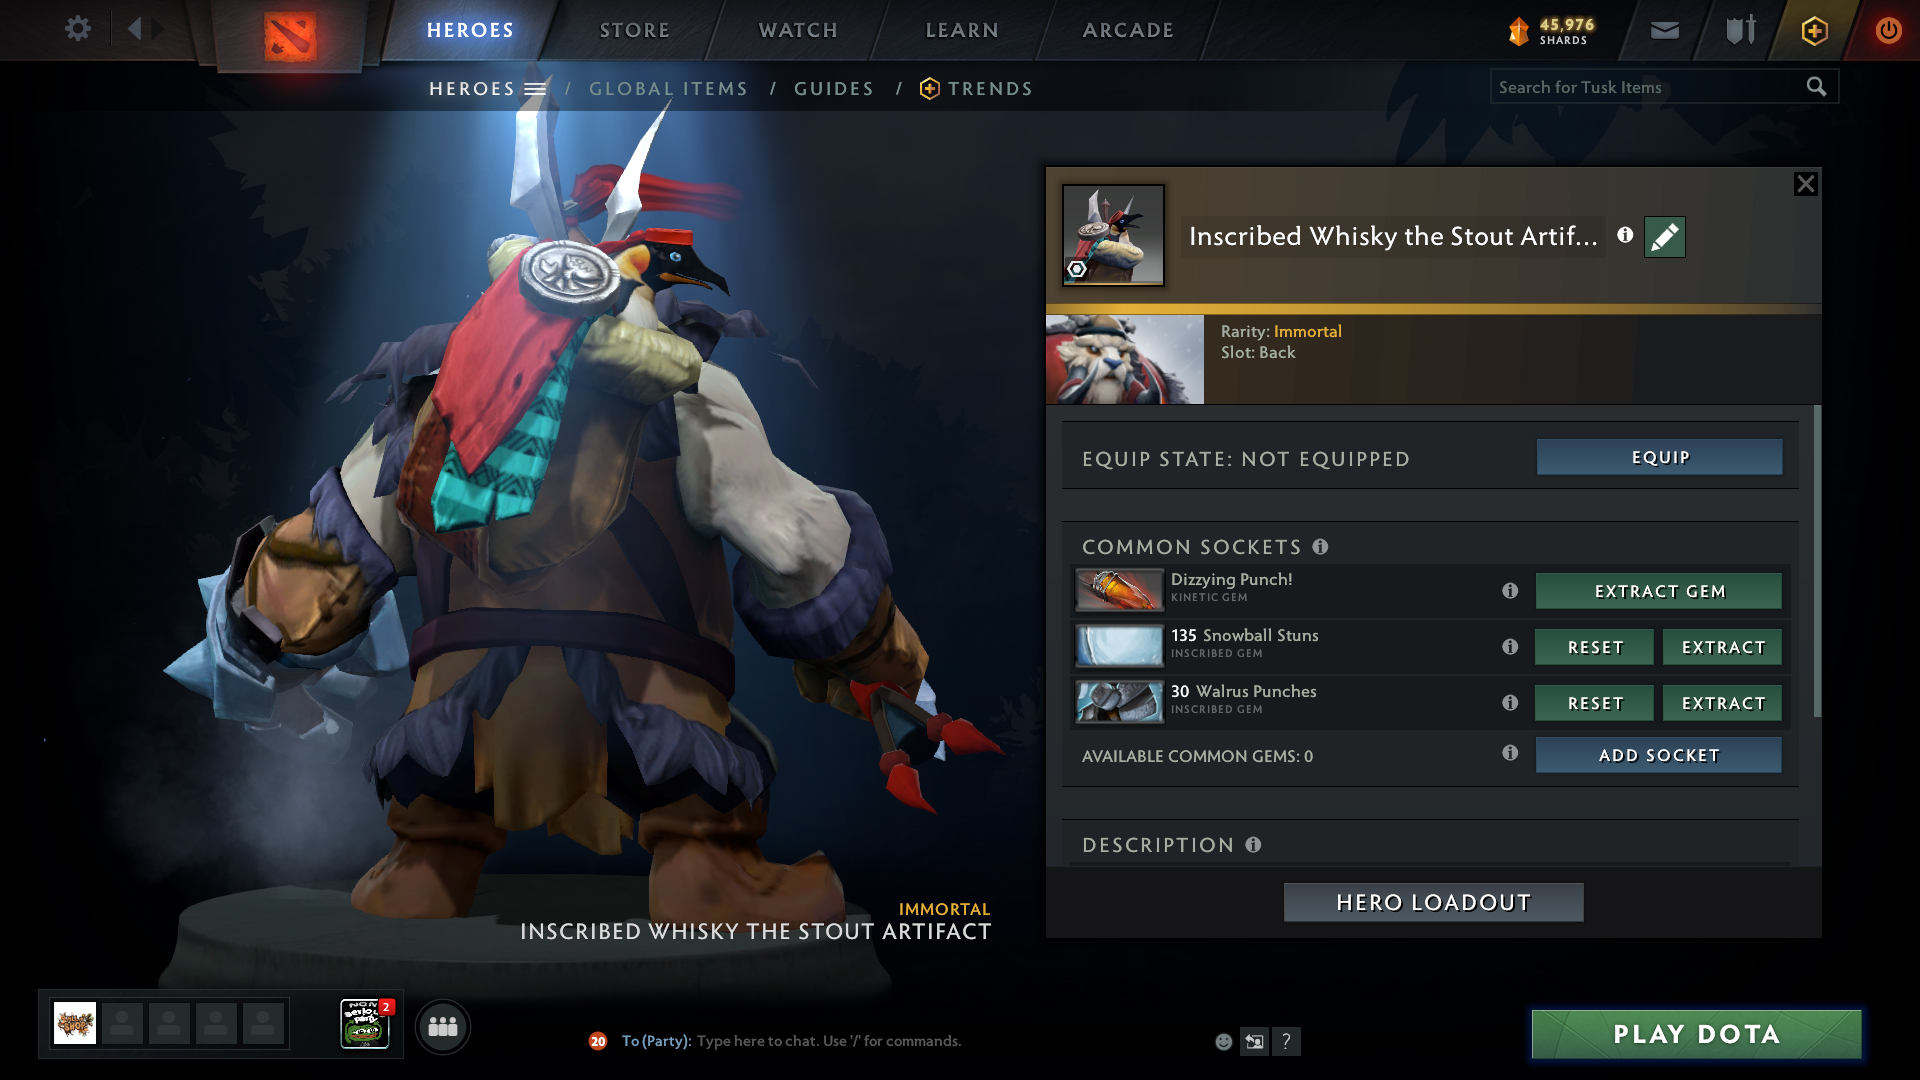 HEROES
STORE
WATCH
LEARN
ARCADE
45,976
SHARDS
HEROES / GLOBAL ITEMS / GUIDES / TRENDS
Search for Tusk Items
Inscribed Whisky the Stout Artif...
Rarity: Immortal
Slot: Back
EQUIP STATE: NOT EQUIPPED
EQUIP
COMMON SOCKETS
Dizzying Punch!
KINETIC GEM
EXTRACT GEM
135 Snowball Stuns
INSCRIBED GEM
RESET
EXTRACT
30 Walrus Punches
INSCRIBED GEM
RESET
EXTRACT
AVAILABLE COMMON GEMS: 0
ADD SOCKET
DESCRIPTION
HERO LOADOUT
IMMORTAL
INSCRIBED WHISKY THE STOUT ARTIFACT
2
20
To (Party): Type here to chat. Use '/' for commands.
?
PLAY DOTA